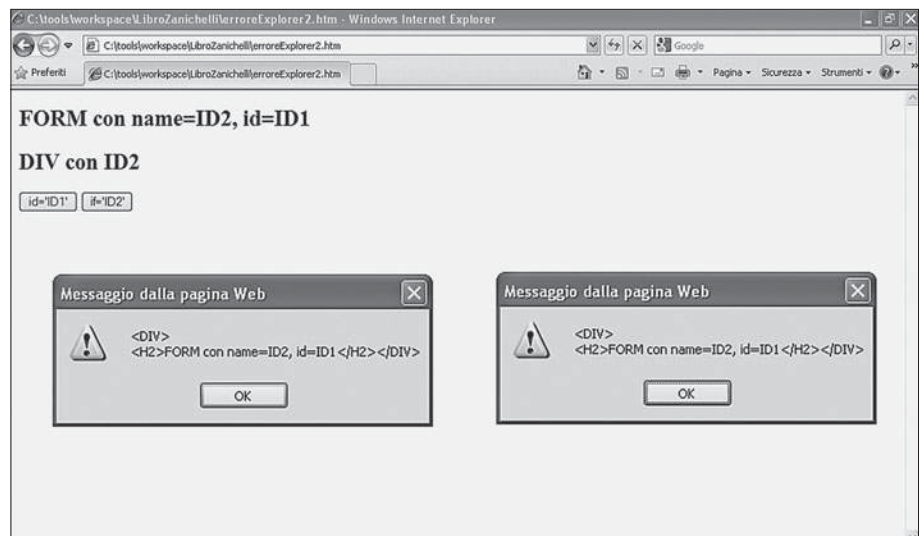 C:\tools\workspace\LibroZanichelli\erroreExplorer2.htm - Windows Internet Explorer
C:\tools\workspace\LibroZanichelli\erroreExplorer2.htm
Google
Preferiti
C:\tools\workspace\LibroZanichelli\erroreExplorer2.htm
Pagina
Sicurezza
Strumenti
FORM con name=ID2, id=ID1
DIV con ID2
id='ID1' if='ID2'
Messaggio dalla pagina Web
<DIV>
<H2>FORM con name=ID2, id=ID1</H2></DIV>
OK
Messaggio dalla pagina Web
<DIV>
<H2>FORM con name=ID2, id=ID1</H2></DIV>
OK